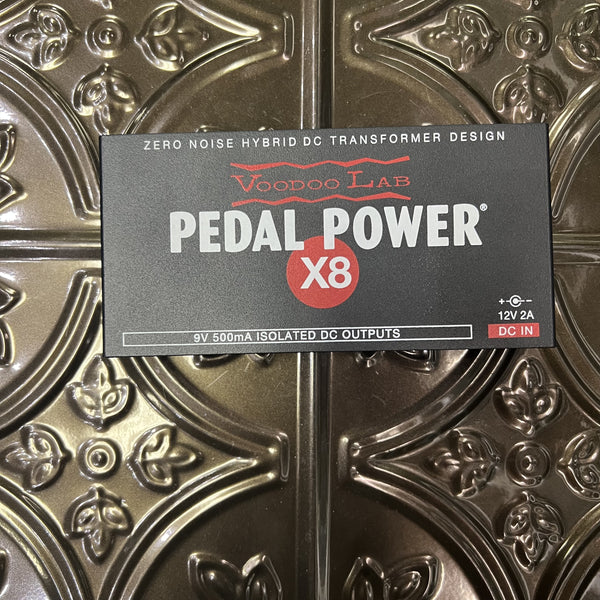 ZERO NOISE HYBRID DC TRANSFORMER DESIGN
VOODOO LAB
PEDAL POWER®
X8
12V 2A
9V 500mA ISOLATED DC OUTPUTS
DC IN